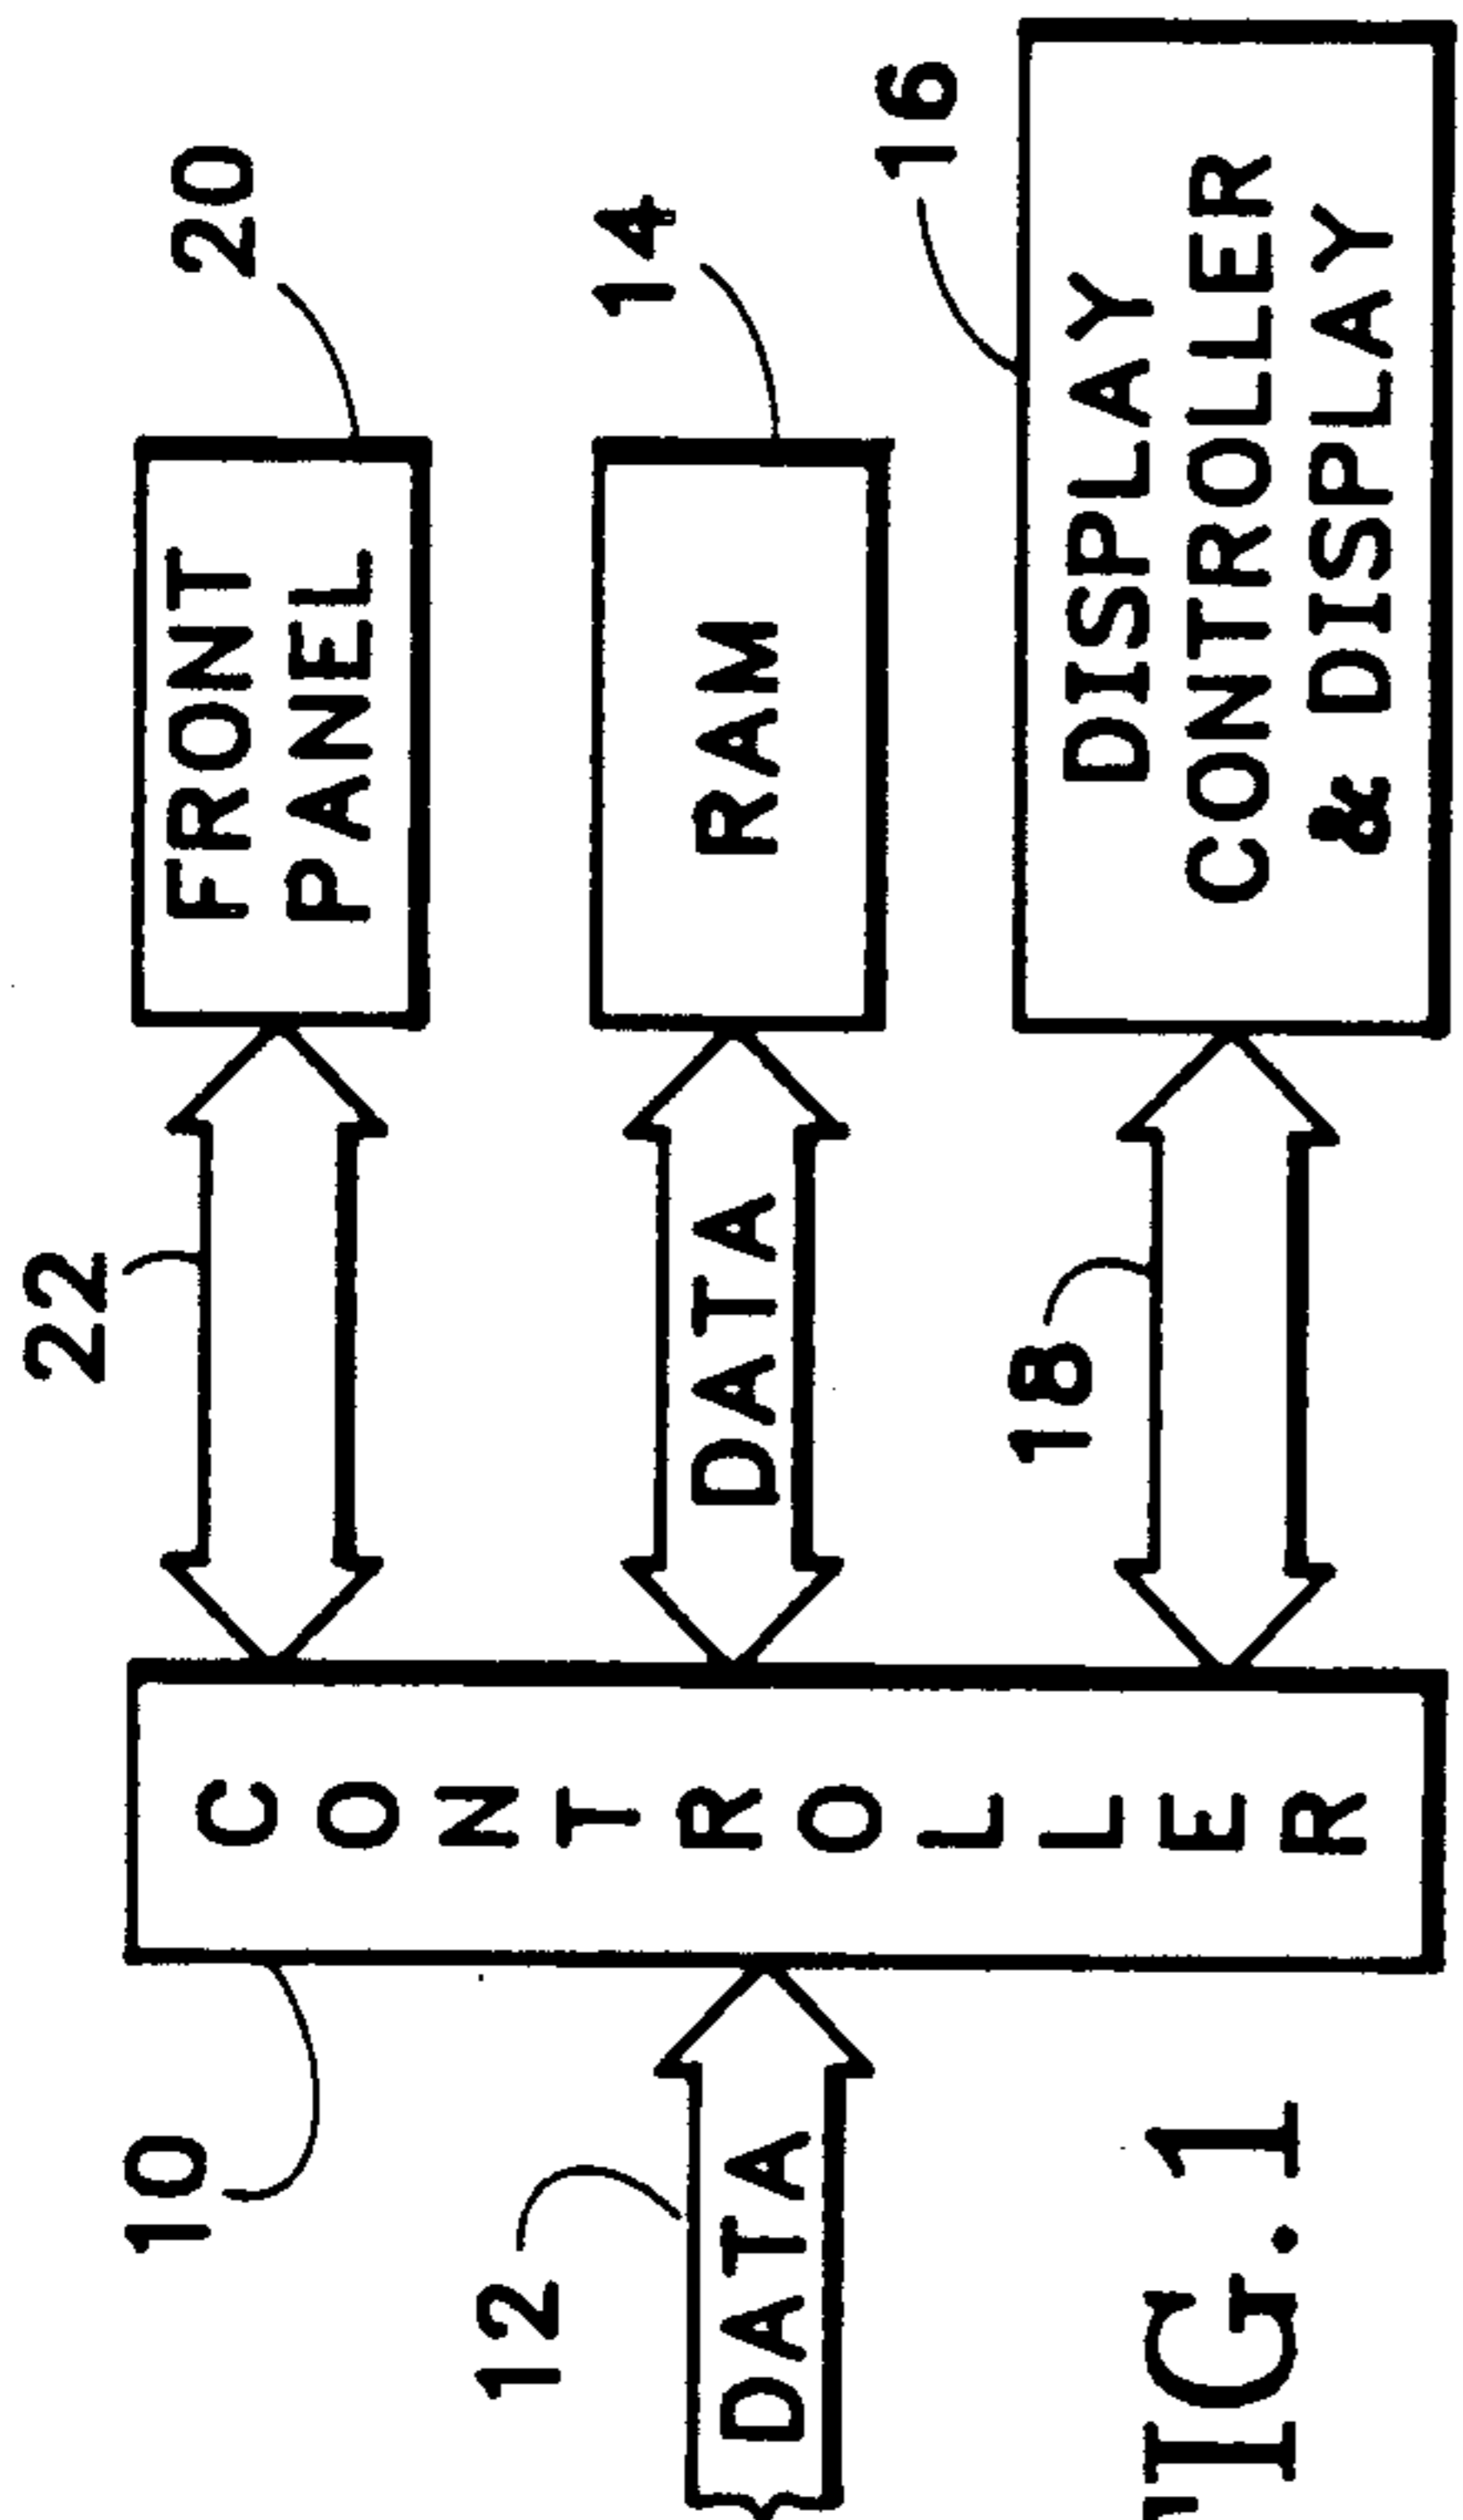 10
12
DATA
CONTROLLER
22
FRONT
PANEL
20
DATA
RAM
14
18
DISPLAY
CONTROLLER
& DISPLAY
16
FIG. 1